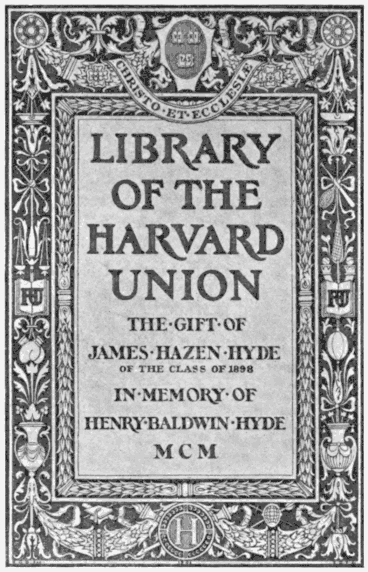 CHRISTO·ET·ECCLESIÆ
LIBRARY
OF THE
HARVARD
UNION
THE·GIFT·OF
JAMES·HAZEN·HYDE
OF THE CLASS OF 1898
IN·MEMORY·OF
HENRY·BALDWIN·HYDE
MCM
H